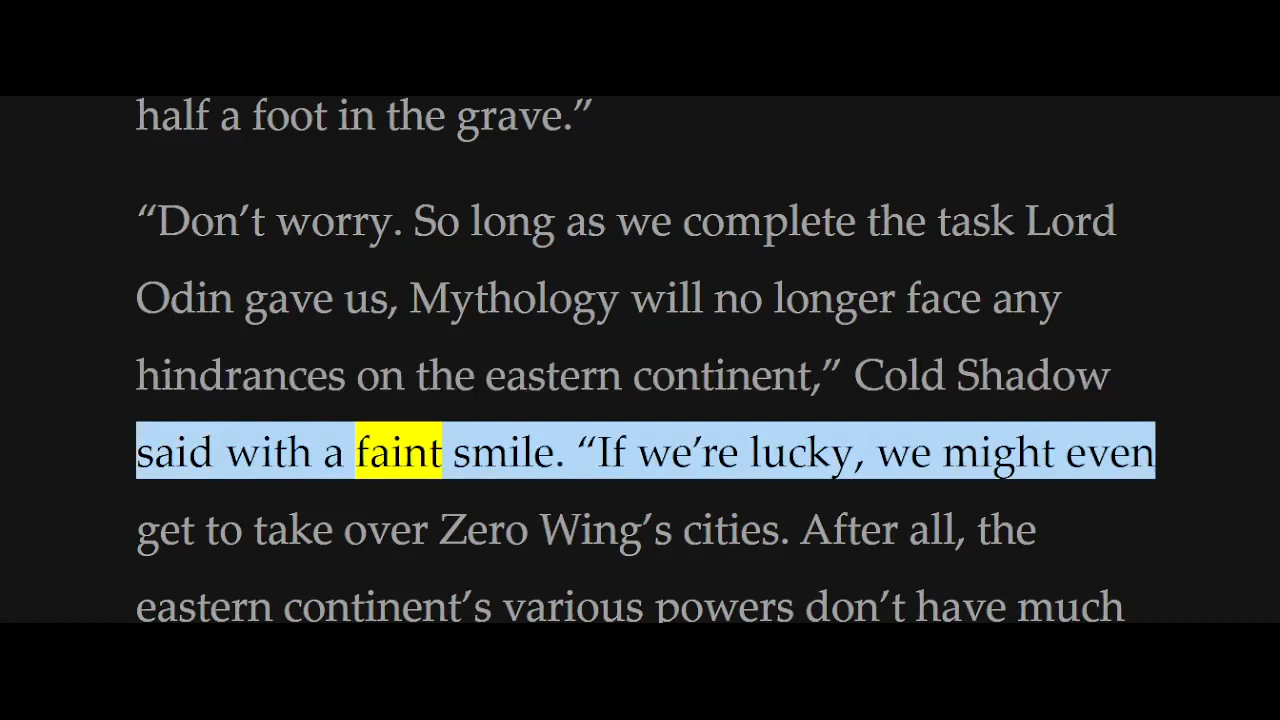 half a foot in the grave.”
“Don’t worry. So long as we complete the task Lord
Odin gave us, Mythology will no longer face any
hindrances on the eastern continent,” Cold Shadow
said with a faint smile. “If we’re lucky, we might even
get to take over Zero Wing’s cities. After all, the
eastern continent’s various powers don’t have much